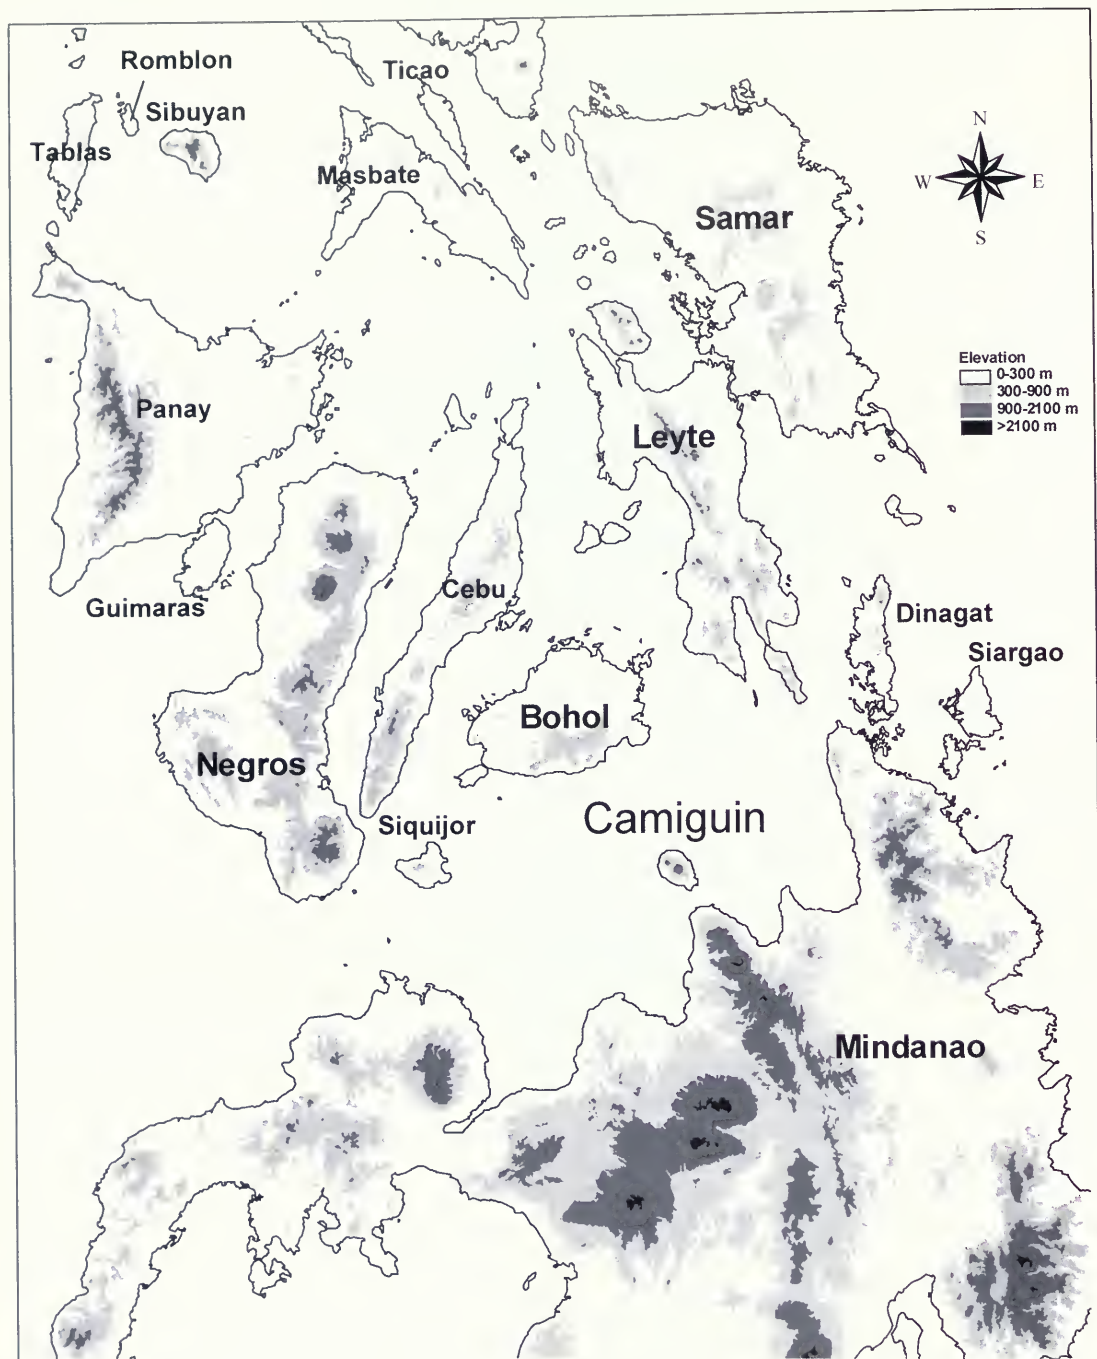 Romblon
Ticao
Sibuyan
N
Tablas
Masbate
W
E
Samar
S
Elevation
0-300 m
300-900 m
900-2100 m
>2100 m
Panay
Leyte
Cebu
Guimaras
Dinagat
Siargao
Bohol
Negros
Camiguin
Siquijor
Mindanao